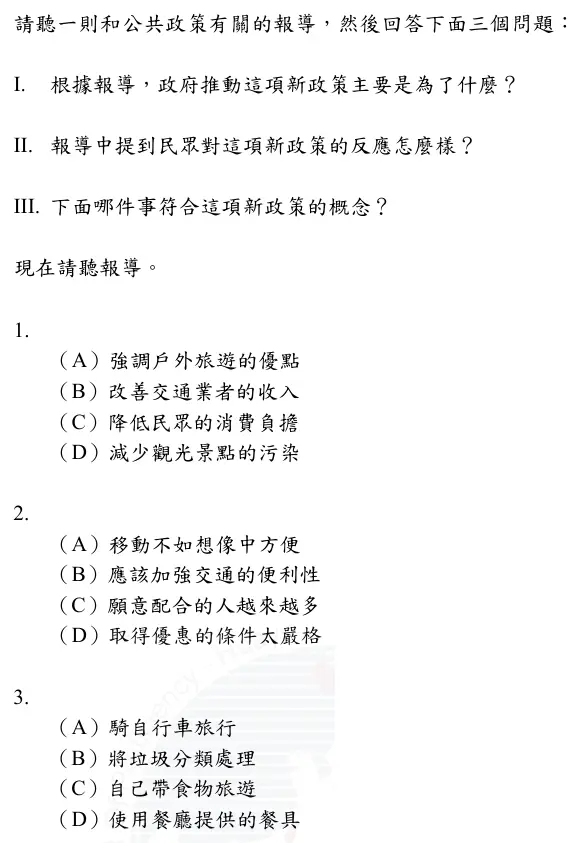 請聽一則和公共政策有關的報導，然後回答下面三個問題：
I. 根據報導，政府推動這項新政策主要是為了什麼？
II. 報導中提到民眾對這項新政策的反應怎麼樣？
III. 下面哪件事符合這項新政策的概念？
現在請聽報導。
1.
（A）強調戶外旅遊的優點
（B）改善交通業者的收入
（C）降低民眾的消費負擔
（D）減少觀光景點的污染
2.
（A）移動不如想像中方便
（B）應該加強交通的便利性
（C）願意配合的人越來越多
（D）取得優惠的條件太嚴格
3.
（A）騎自行車旅行
（B）將垃圾分類處理
（C）自己帶食物旅遊
（D）使用餐廳提供的餐具